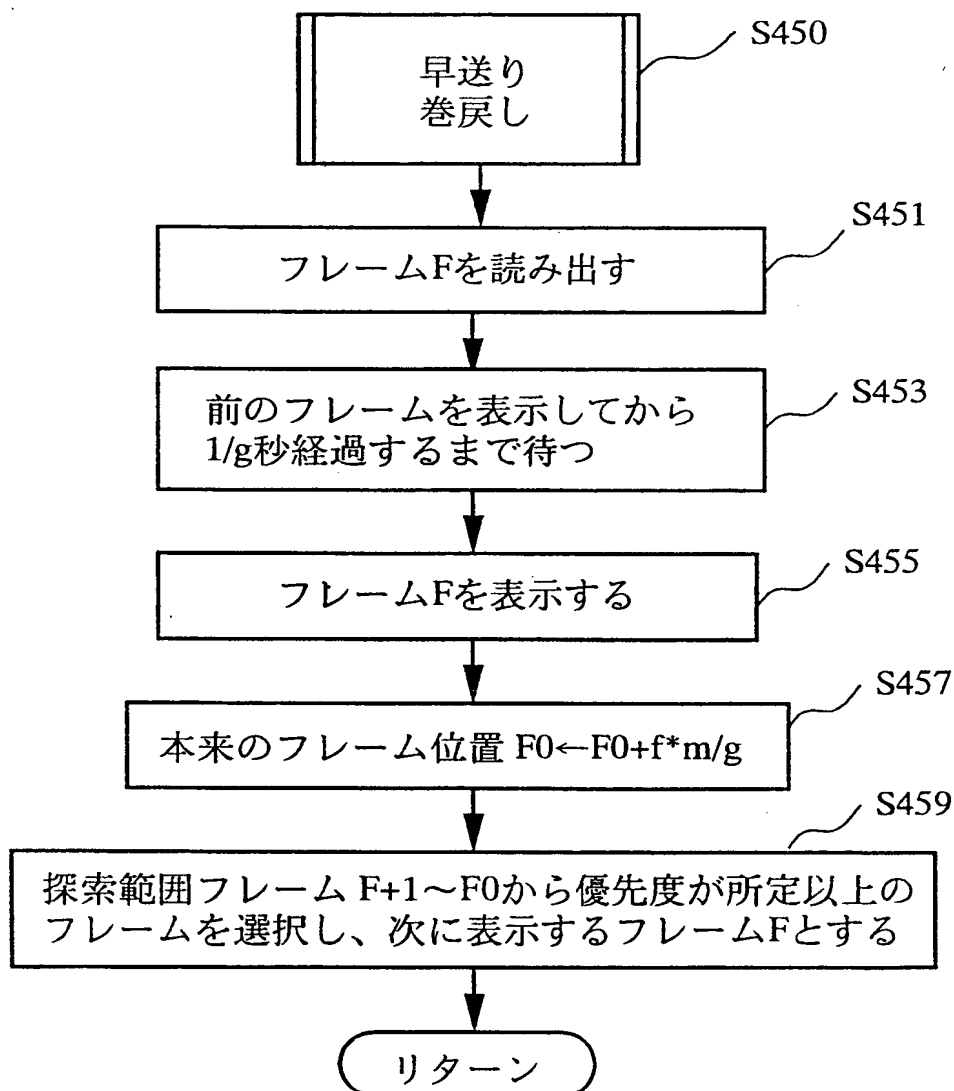 S450
早送り
巻戻し
S451
フレームFを読み出す
S453
前のフレームを表示してから
1/g秒経過するまで待つ
S455
フレームFを表示する
S457
本来のフレーム位置 F0←F0+f*m/g
S459
探索範囲フレーム F+1～F0から優先度が所定以上の
フレームを選択し、次に表示するフレームFとする
リターン